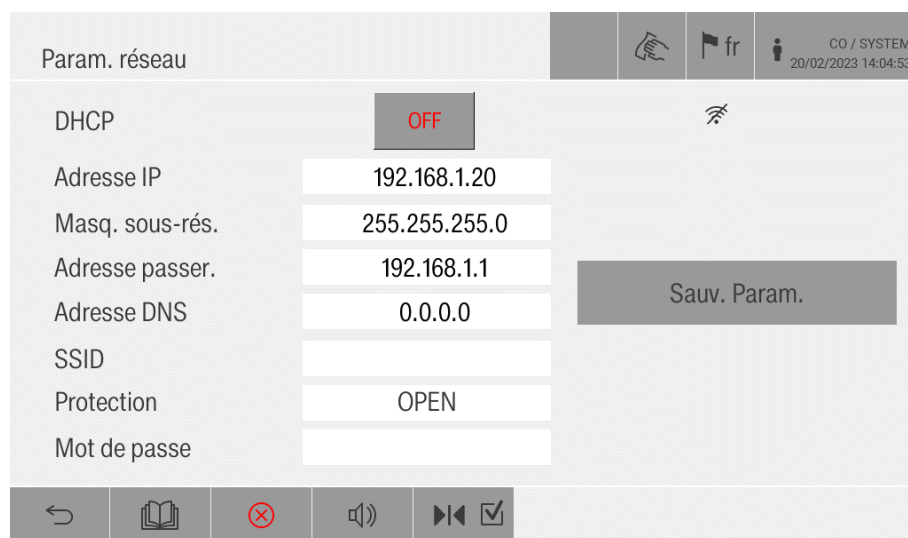 Param. réseau
fr
CO / SYSTEM
20/02/2023 14:04:53
DHCP OFF
Adresse IP 192.168.1.20
Masq. sous-rés. 255.255.255.0
Adresse passer. 192.168.1.1
Adresse DNS 0.0.0.0
Sauv. Param.
SSID
Protection OPEN
Mot de passe